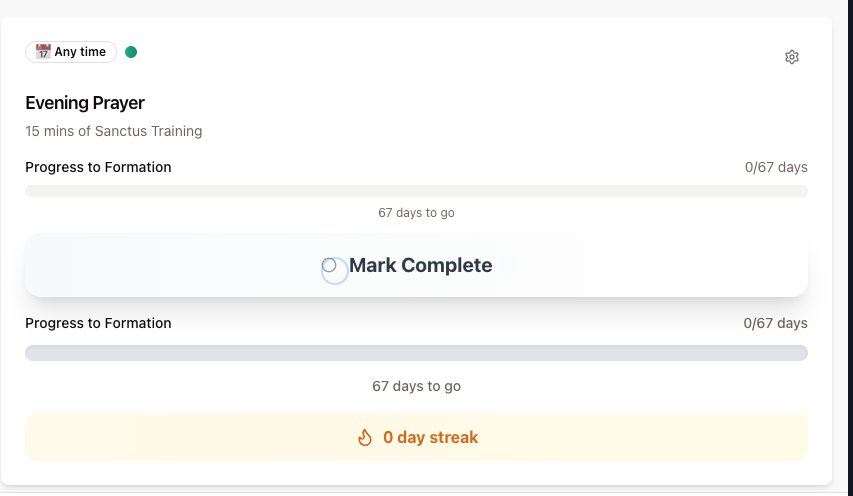 17 Any time
Evening Prayer
15 mins of Sanctus Training
Progress to Formation 0/67 days
67 days to go
Mark Complete
Progress to Formation 0/67 days
67 days to go
0 day streak